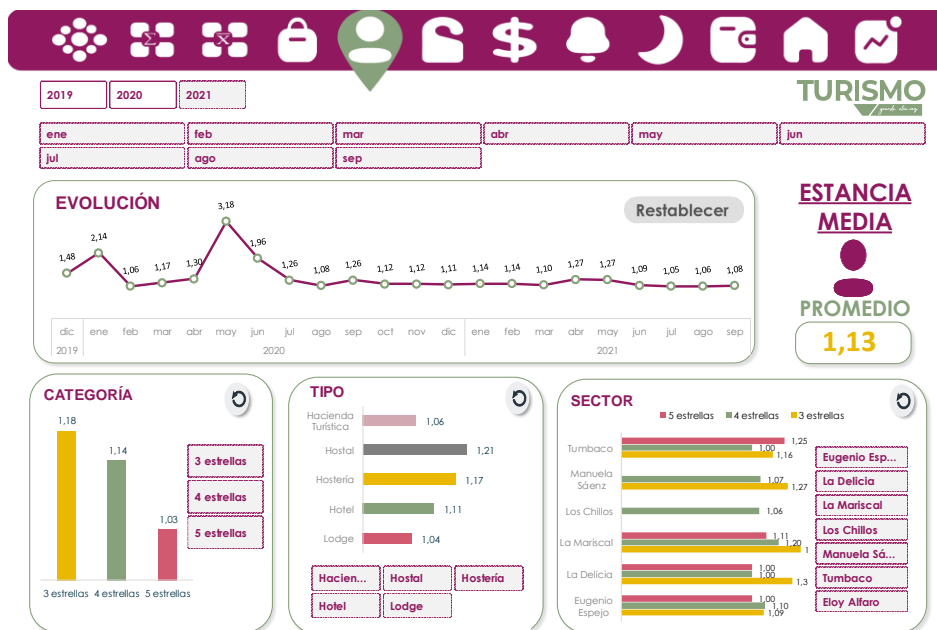 2019 2020 2021
TURISMO
ene feb mar abr may jun
jul ago sep
EVOLUCIÓN
Restablecer
3,18
2,14
1,96
1,48 1,06 1,17 1,30 1,26 1,08 1,26 1,12 1,12 1,11 1,14 1,14 1,10 1,27 1,27 1,09 1,05 1,06 1,08
dic ene feb mar abr may jun jul ago sep oct nov dic ene feb mar abr may jun jul ago sep
2019 2020 2021
ESTANCIA
MEDIA
PROMEDIO
1,13
CATEGORÍA
1,18
1,14
1,03
3 estrellas 4 estrellas 5 estrellas
3 estrellas
4 estrellas
5 estrellas
TIPO
Hacienda
Turística 1,06
Hostal 1,21
Hostería 1,17
Hotel 1,11
Lodge 1,04
Hacien... Hostal Hostería
Hotel Lodge
SECTOR
5 estrellas 4 estrellas 3 estrellas
Tumbaco 1,25
1,00
1,16
Manuela
Sáenz 1,07
1,27
Los Chillos 1,06
La Mariscal 1,11
1,20
1
La Delicia 1,00
1,00
1,3
Eugenio
Espejo 1,00
1,10
1,09
Eugenio Esp...
La Delicia
La Mariscal
Los Chillos
Manuela Sá...
Tumbaco
Eloy Alfaro